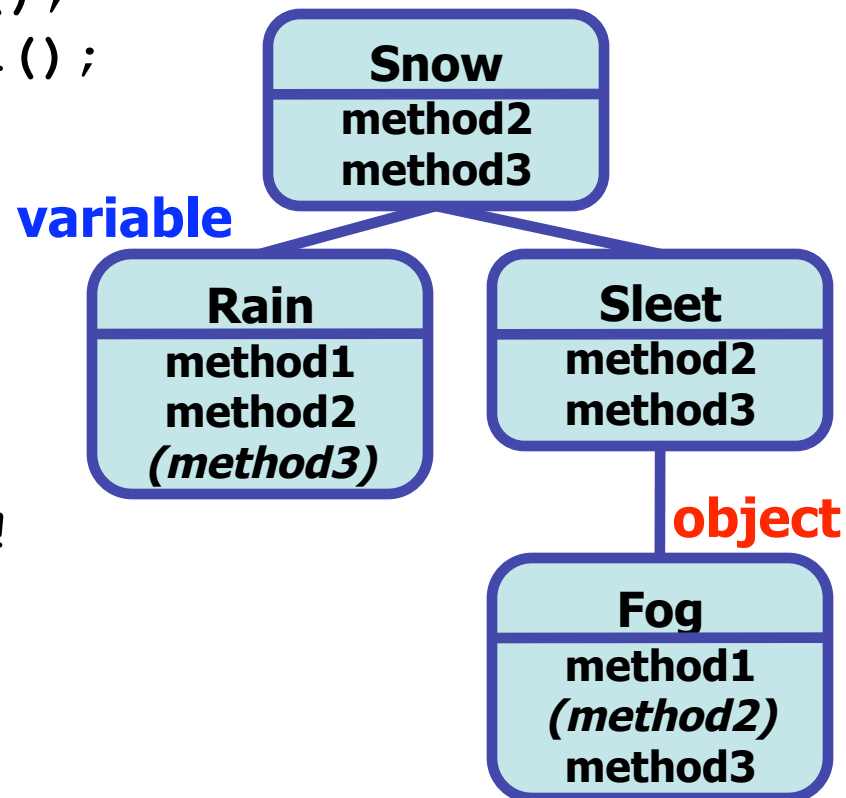 ();
();
Snow
method2
method3
variable
Rain
method1
method2
(method3)
Sleet
method2
method3
!
object
Fog
method1
(method2)
method3